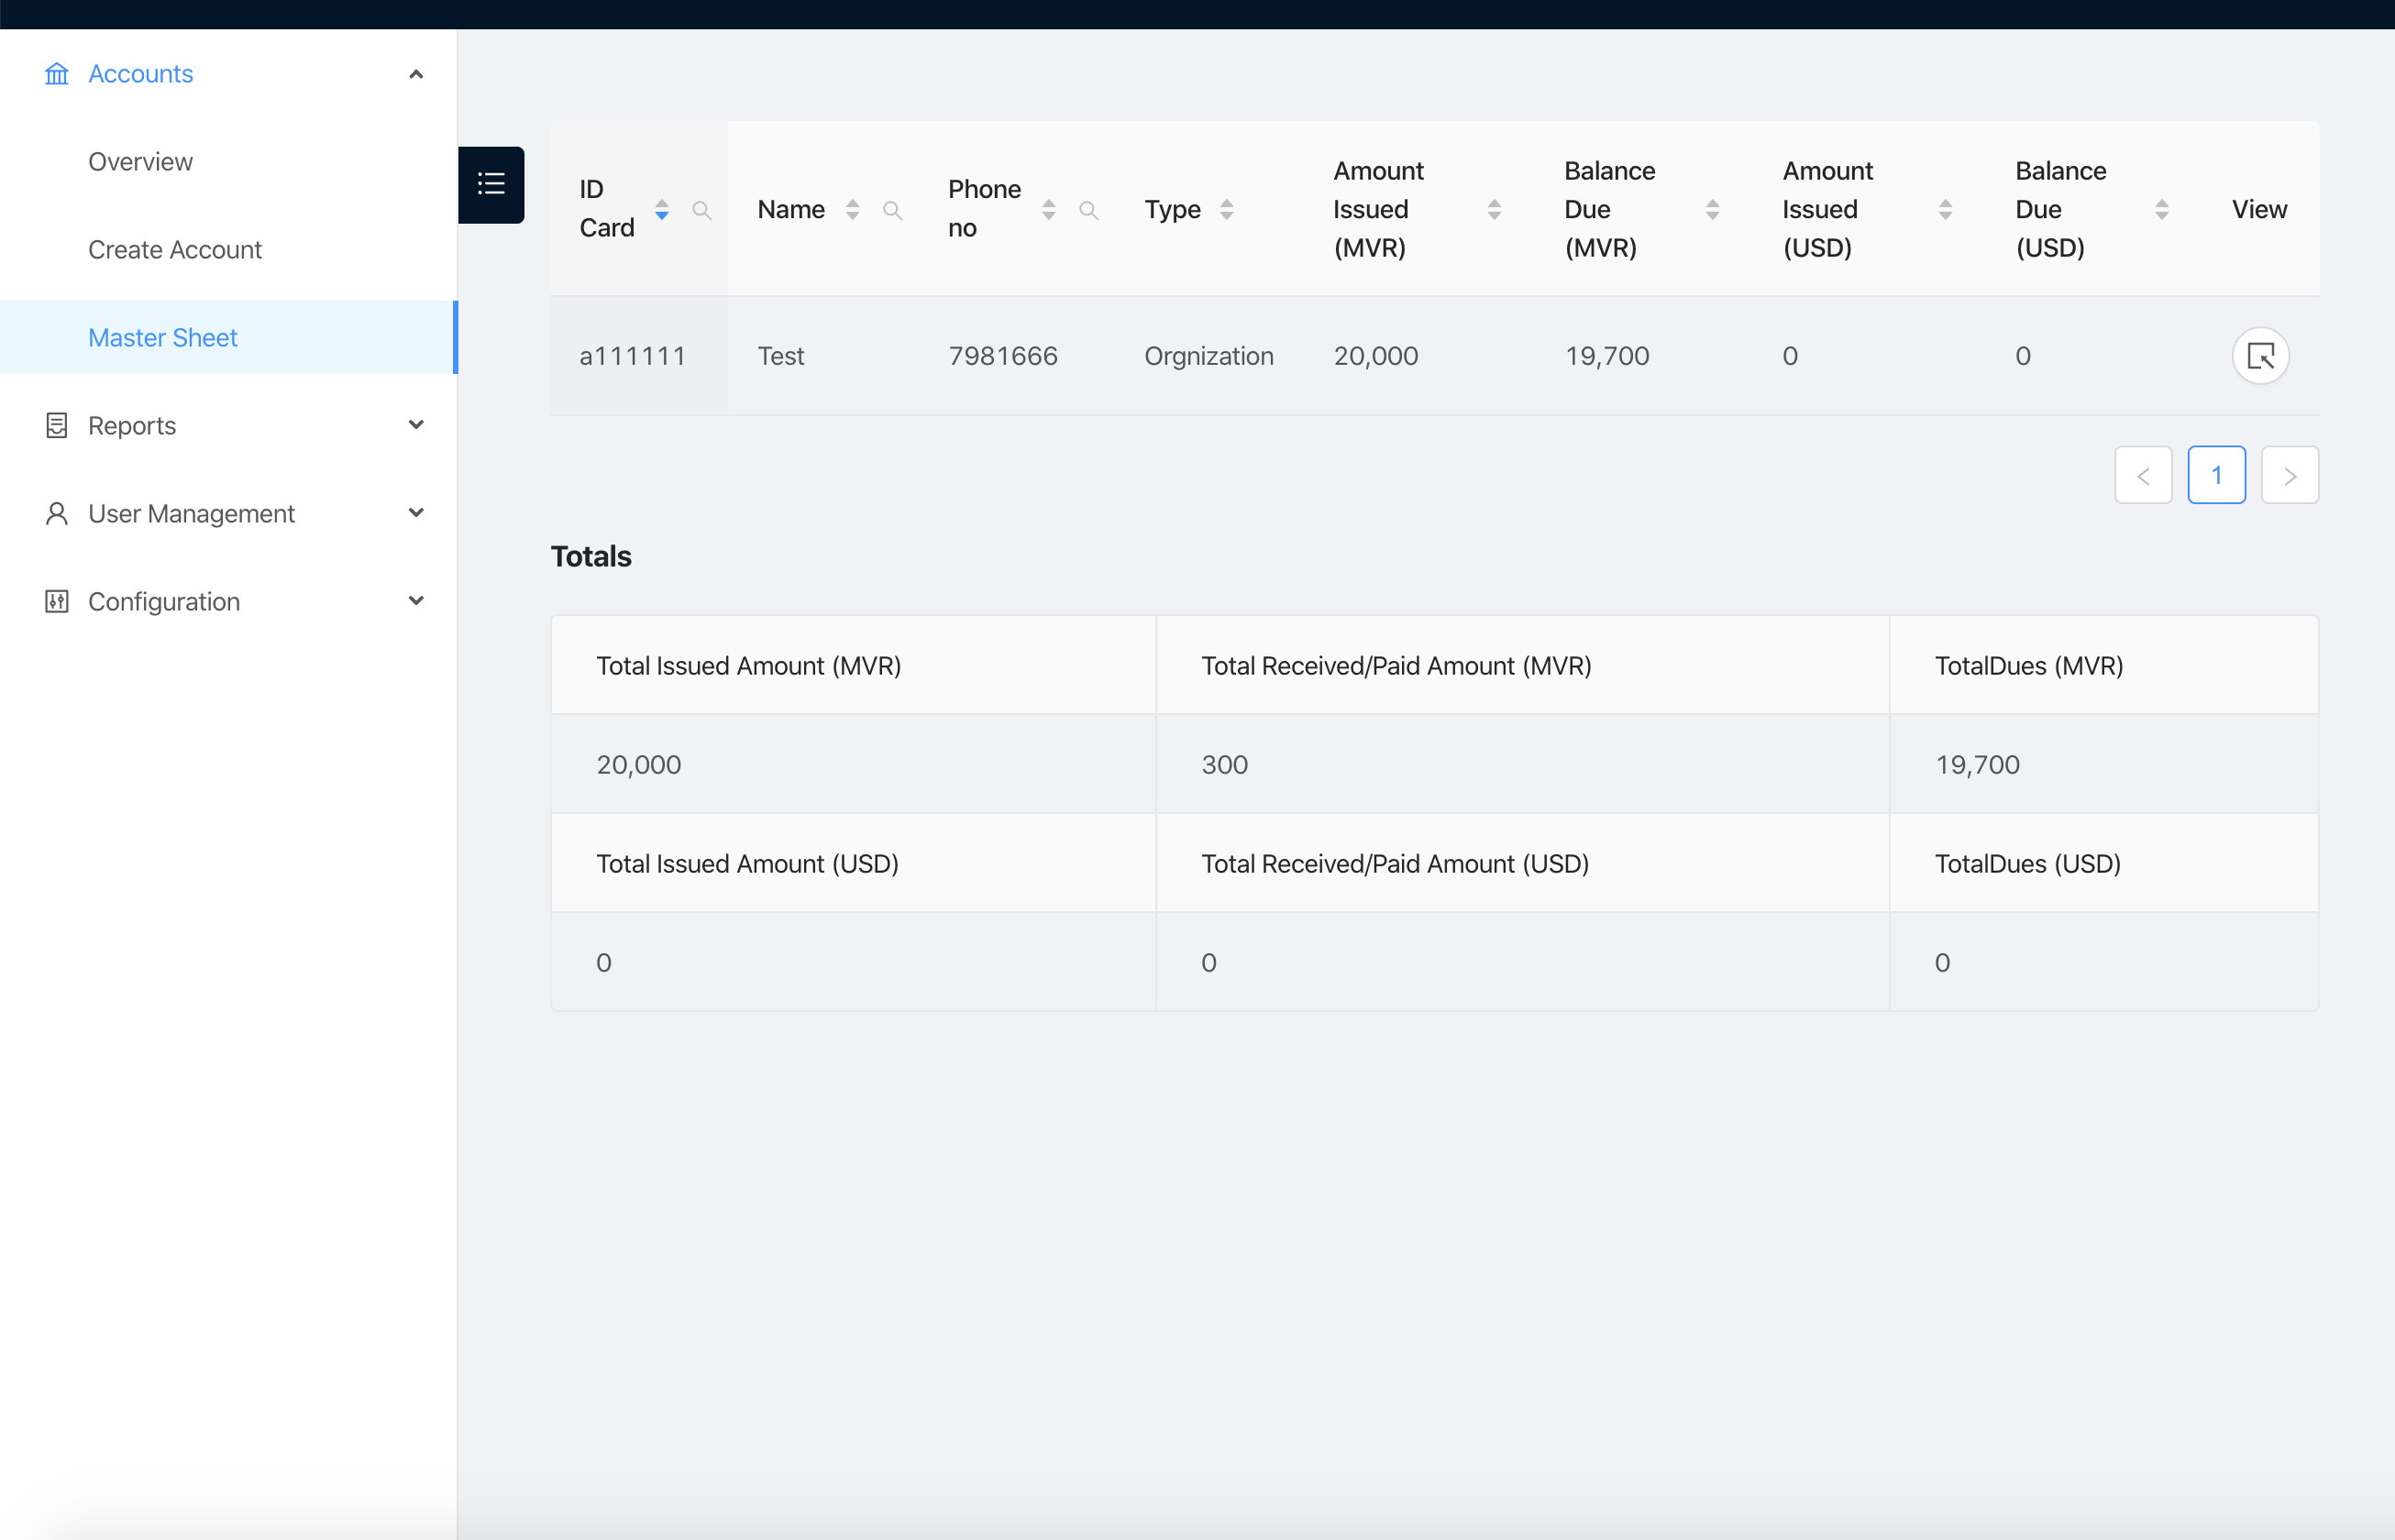 Accounts
Overview
Create Account
Master Sheet
Reports
User Management
Configuration
ID Card
Name
Phone no
Type
Amount Issued (MVR)
Balance Due (MVR)
Amount Issued (USD)
Balance Due (USD)
View
a111111
Test
7981666
Orgnization
20,000
19,700
0
0
1
Totals
Total Issued Amount (MVR)
Total Received/Paid Amount (MVR)
TotalDues (MVR)
20,000
300
19,700
Total Issued Amount (USD)
Total Received/Paid Amount (USD)
TotalDues (USD)
0
0
0